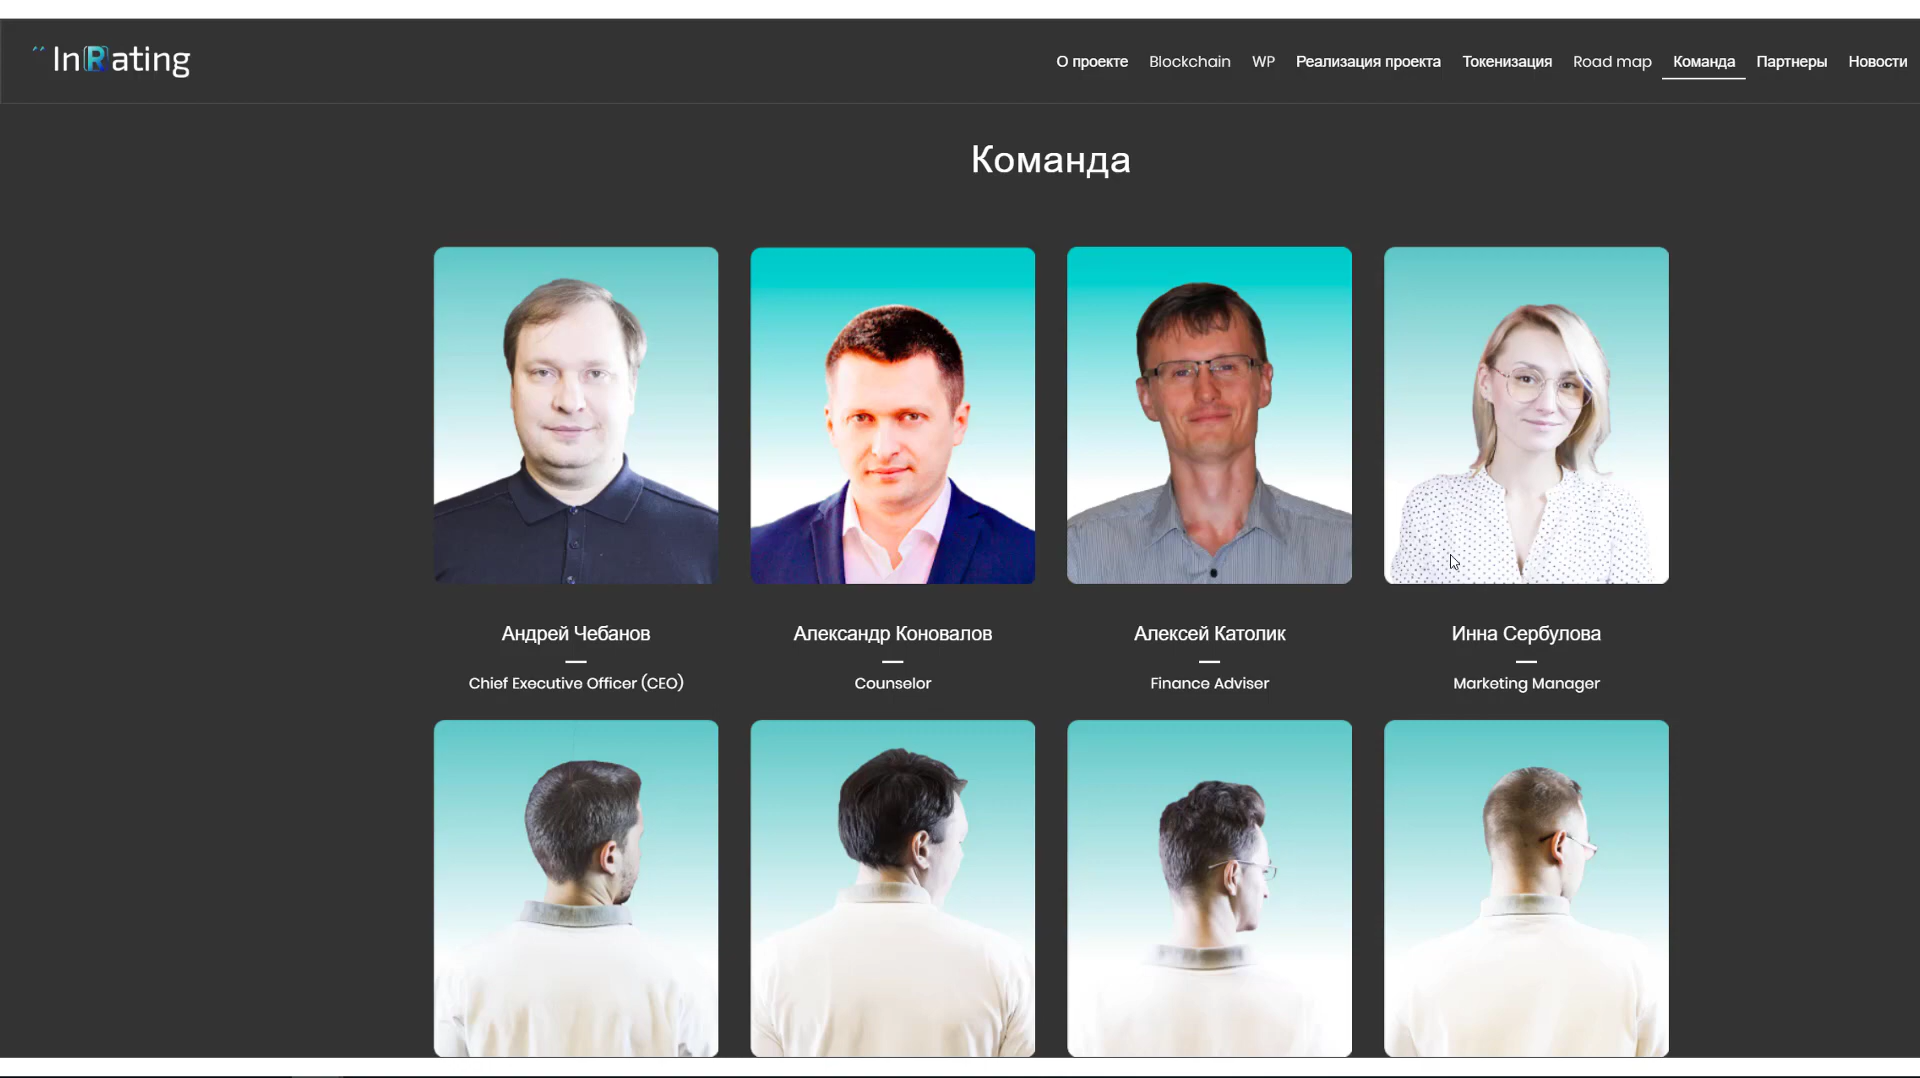 InRating
О проекте Blockchain WP Реализация проекта Токенизация Road map Команда Партнеры Новости
Команда
Андрей Чебанов
Chief Executive Officer (CEO)
Александр Коновалов
Counselor
Алексей Католик
Finance Adviser
Инна Сербулова
Marketing Manager